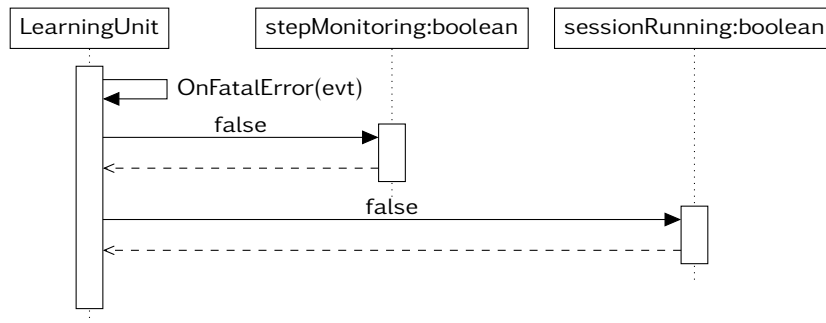 LearningUnit
stepMonitoring:boolean
sessionRunning:boolean
OnFatalError(evt)
false
false